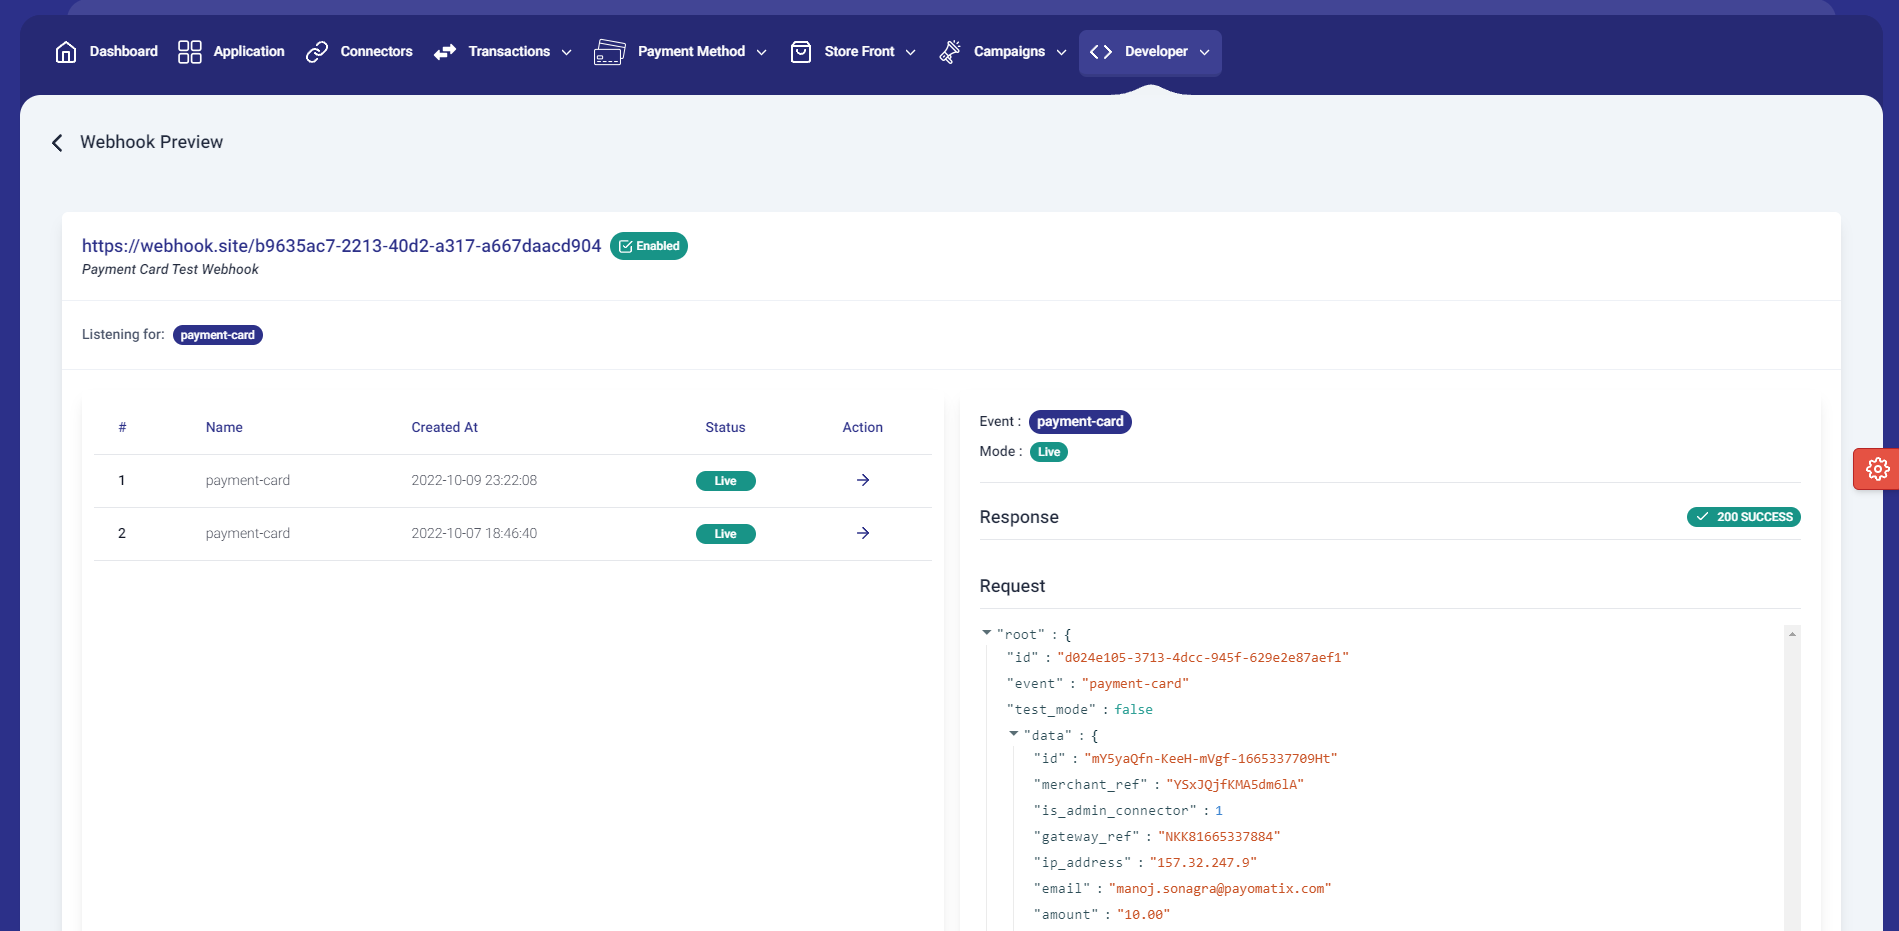 Dashboard Application Connectors Transactions Payment Method Store Front Campaigns Developer
Webhook Preview
https://webhook.site/b9635ac7-2213-40d2-a317-a667daacd904 Enabled
Payment Card Test Webhook
Listening for: payment-card
# Name Created At Status Action
1 payment-card 2022-10-09 23:22:08 Live
2 payment-card 2022-10-07 18:46:40 Live
Event : payment-card
Mode : Live
Response 200 SUCCESS
Request
"root" : {
"id" : "d024e105-3713-4dcc-945f-629e2e87aef1"
"event" : "payment-card"
"test_mode" : false
"data" : {
"id" : "mY5yaQfn-KeeH-mVgf-1665337709Ht"
"merchant_ref" : "YSxJQjfKMA5dm6lA"
"is_admin_connector" : 1
"gateway_ref" : "NKK81665337884"
"ip_address" : "157.32.247.9"
"email" : "manoj.sonagra@payomatix.com"
"amount" : "10.00"